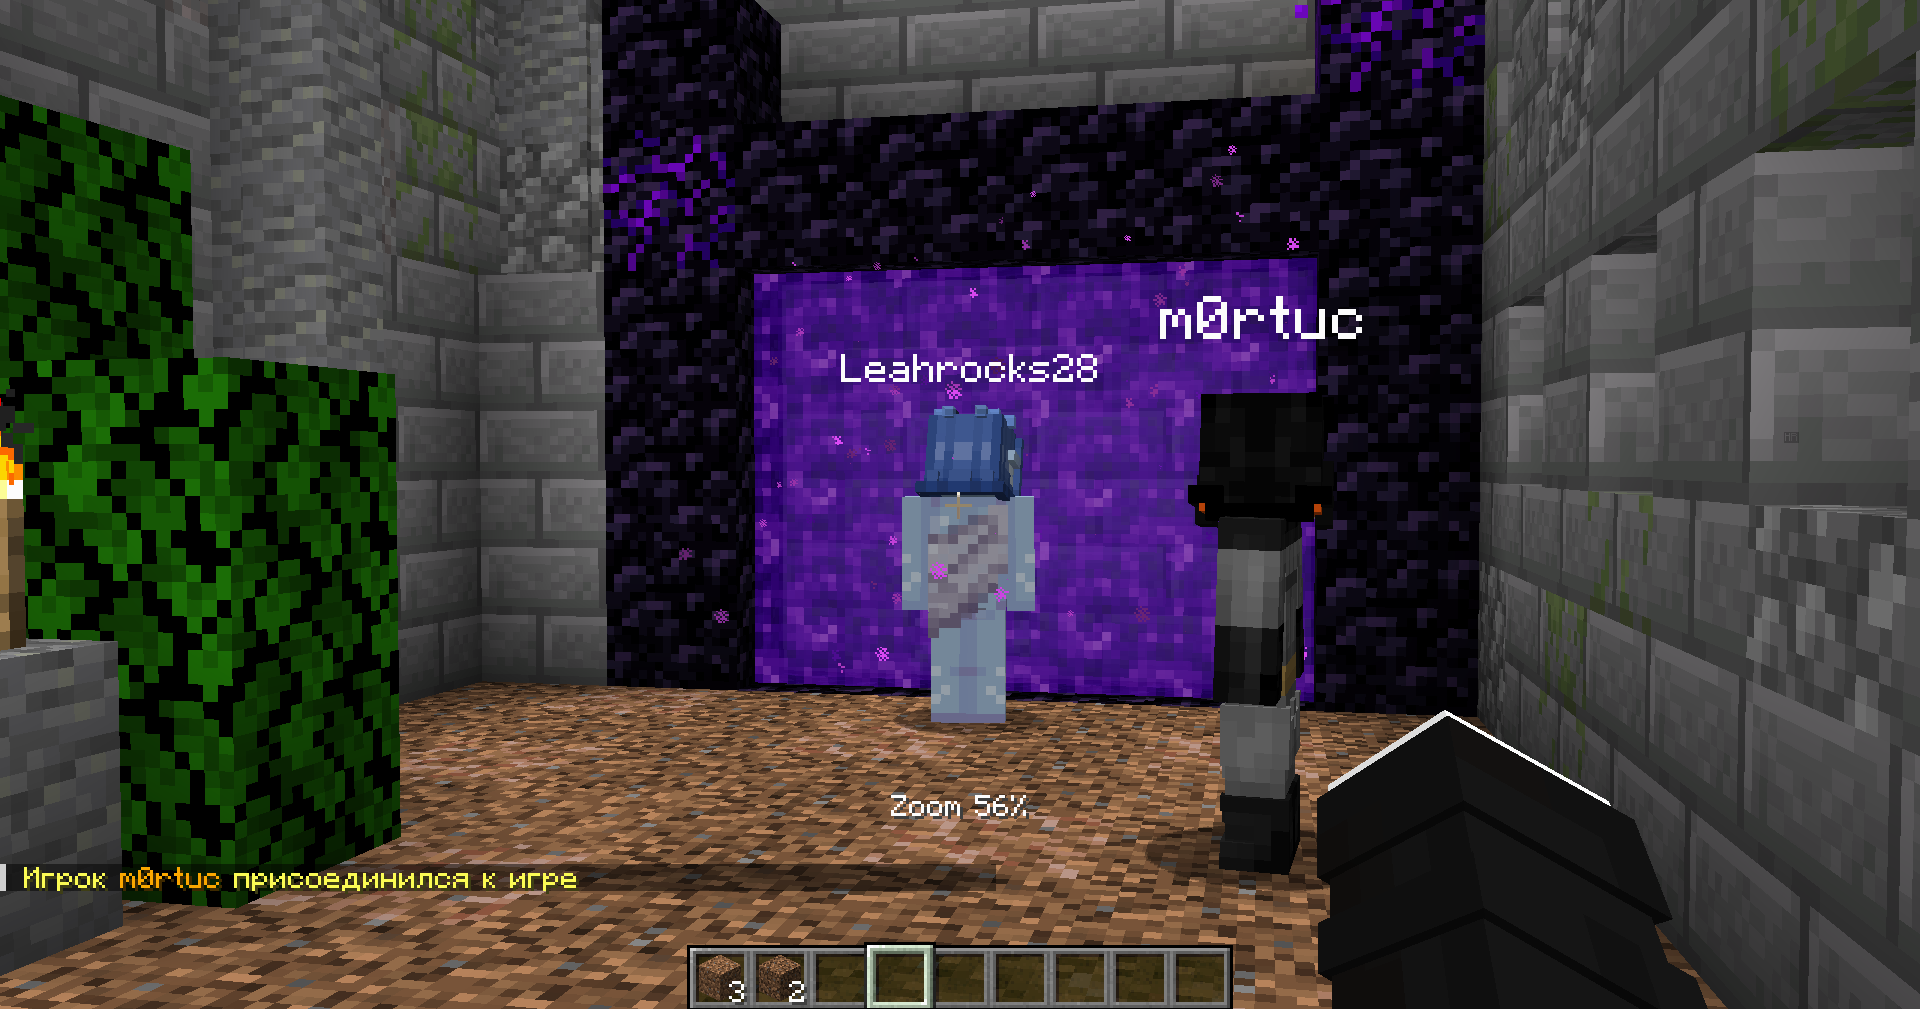 m0rtuc
Leahrocks28
Zoom 56%
Игрок m0rtuc присоединился к игре
3
2